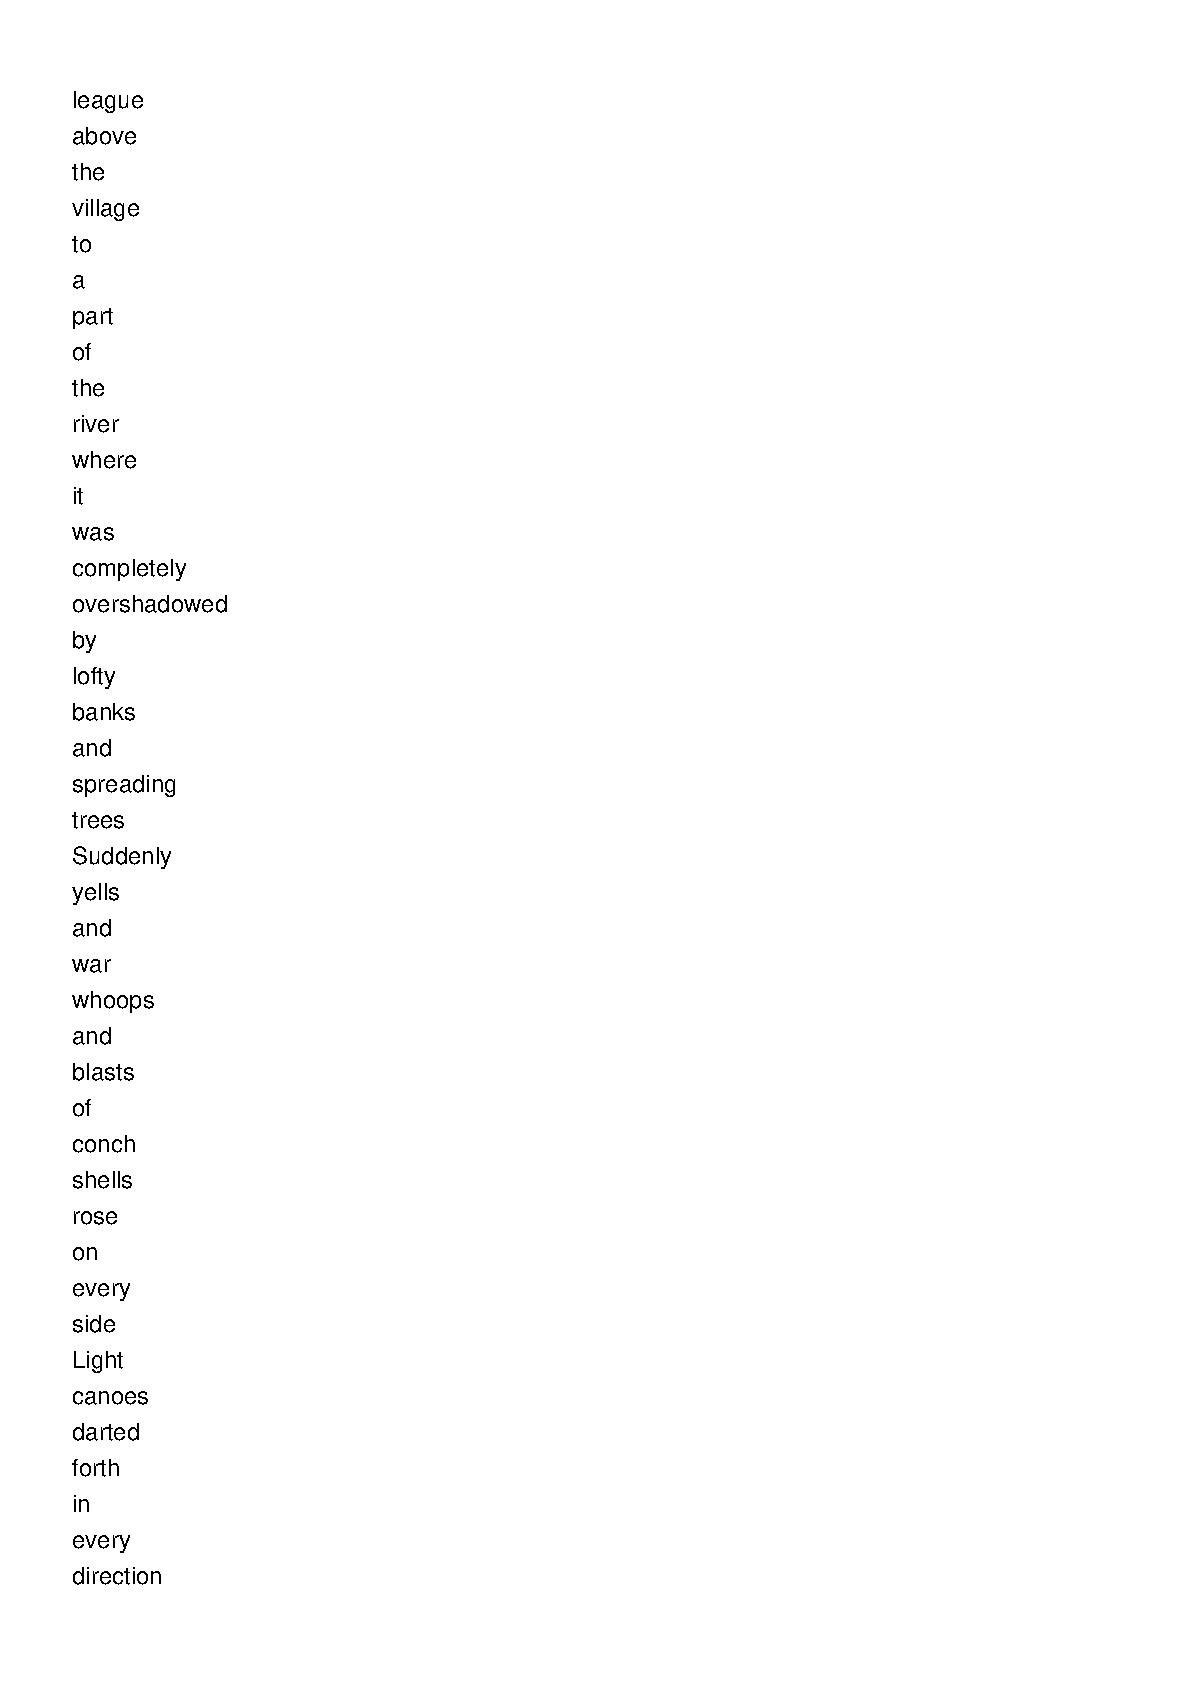 league
above
the
village
to
a
part
of
the
river
where
it
was
completely
overshadowed
by
lofty
banks
and
spreading
trees
Suddenly
yells
and
war
whoops
and
blasts
of
conch
shells
rose
on
every
side
Light
canoes
darted
forth
in
every
direction